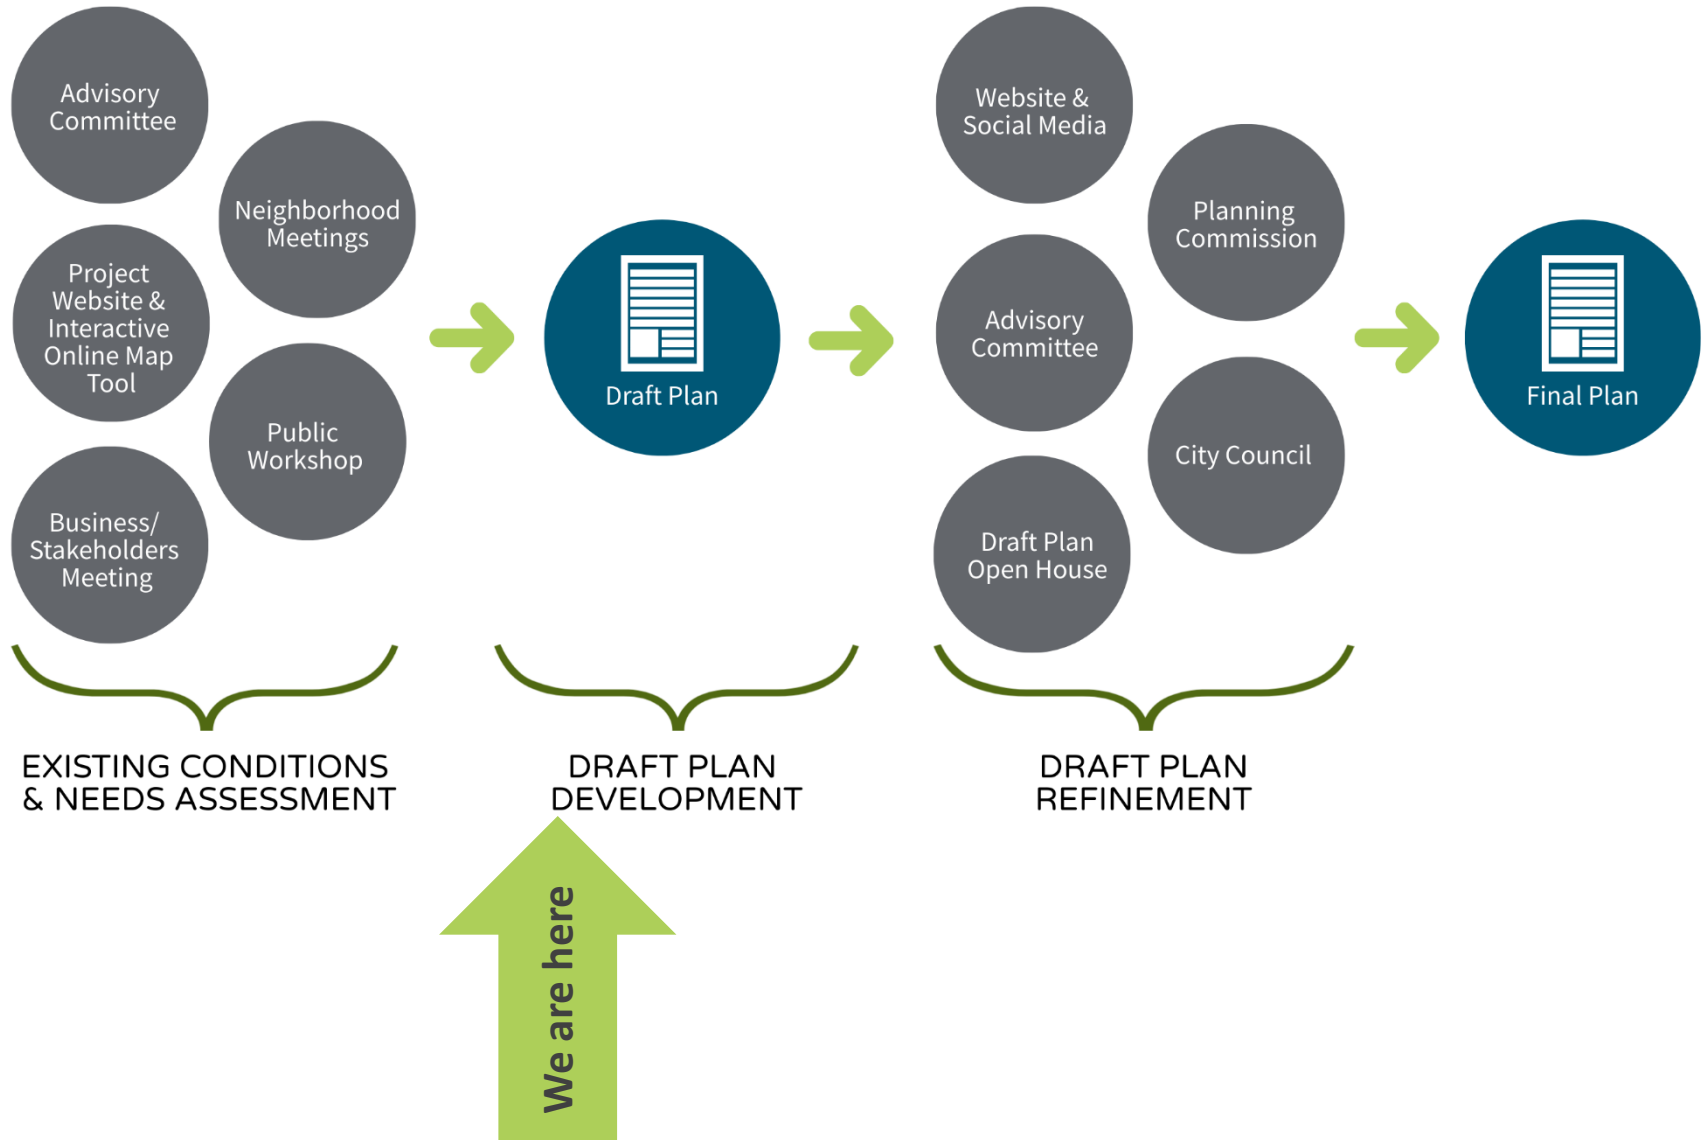 Advisory
Committee
Neighborhood
Meetings
Project
Website &
Interactive
Online Map
Tool
Public
Workshop
Business/
Stakeholders
Meeting
Draft Plan
Website &
Social Media
Planning
Commission
Advisory
Committee
City Council
Draft Plan
Open House
Final Plan
EXISTING CONDITIONS
& NEEDS ASSESSMENT
DRAFT PLAN
DEVELOPMENT
DRAFT PLAN
REFINEMENT
We are here